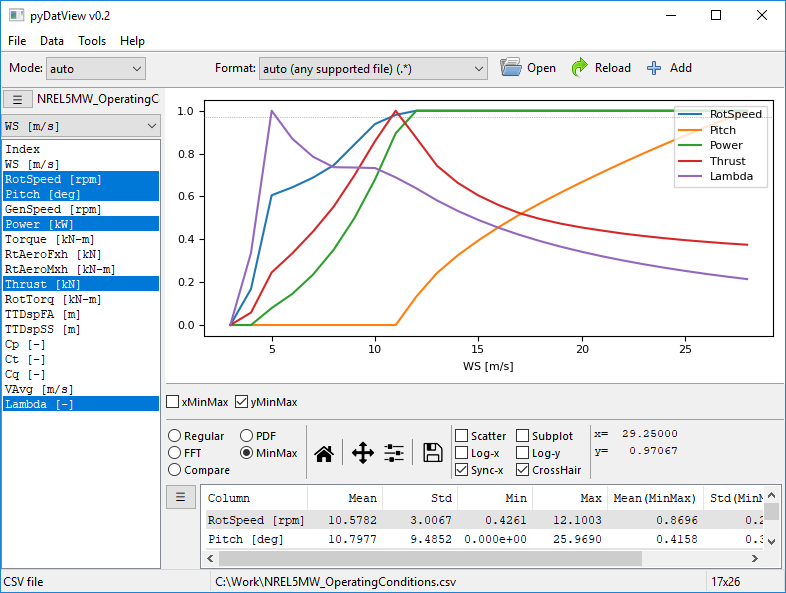 pyDatView v0.2
File Data Tools Help
Mode: auto Format: auto (any supported file) (.*) Open Reload Add
NREL5MW_OperatingC
WS [m/s]
Index
WS [m/s]
RotSpeed [rpm]
Pitch [deg]
GenSpeed [rpm]
Power [kW]
Torque [kN-m]
RtAeroFxh [kN]
RtAeroMxh [kN-m]
Thrust [kN]
RotTorq [kN-m]
TTDspFA [m]
TTDspSS [m]
Cp [-]
Ct [-]
Cq [-]
VAvg [m/s]
Lambda [-]
1.0
0.8
0.6
0.4
0.2
0.0
5 10 15 20 25
WS [m/s]
RotSpeed
Pitch
Power
Thrust
Lambda
xMinMax yMinMax
Regular PDF
FFT MinMax
Compare
Scatter Subplot
Log-x Log-y
Sync-x CrossHair
x= 29.25000
y= 0.97067
Column Mean Std Min Max Mean(MinMax) Std(MinM
RotSpeed [rpm] 10.5782 3.0067 0.4261 12.1003 0.8696 0.2
Pitch [deg] 10.7977 9.4852 0.000e+00 25.9690 0.4158 0.3
CSV file C:\Work\NREL5MW_OperatingConditions.csv 17x26